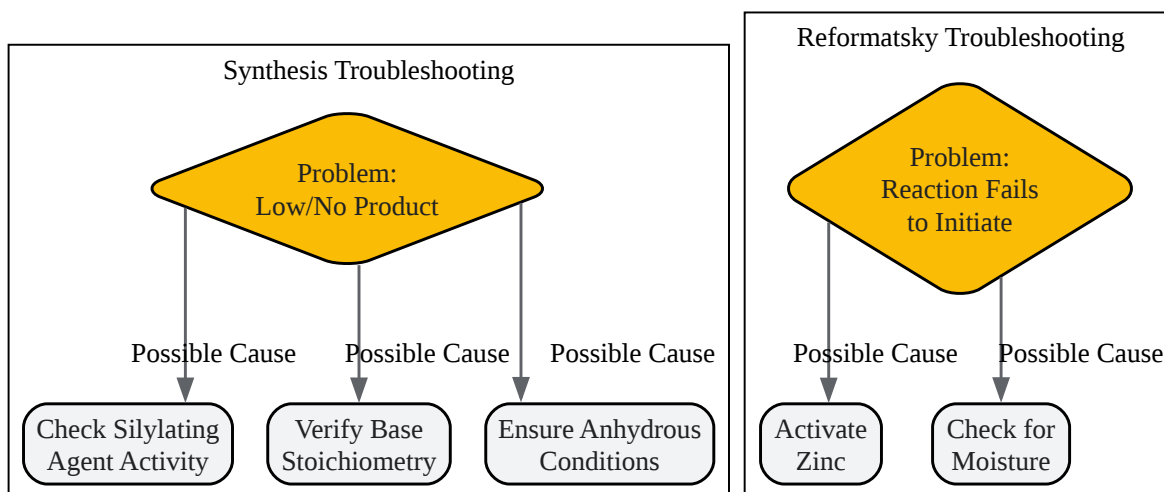 Synthesis Troubleshooting
Problem:
Low/No Product
Possible Cause
Possible Cause
Possible Cause
Check Silylating
Agent Activity
Verify Base
Stoichiometry
Ensure Anhydrous
Conditions
Reformatsky Troubleshooting
Problem:
Reaction Fails
to Initiate
Possible Cause
Possible Cause
Activate
Zinc
Check for
Moisture